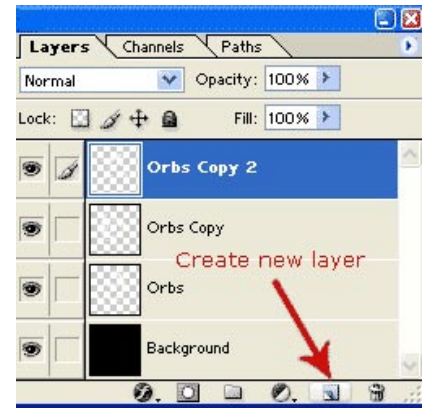 Layers Channels Paths
Normal Opacity: 100%
Lock: Fill: 100%
Orbs Copy 2
Orbs Copy
Create new layer
Orbs
Background